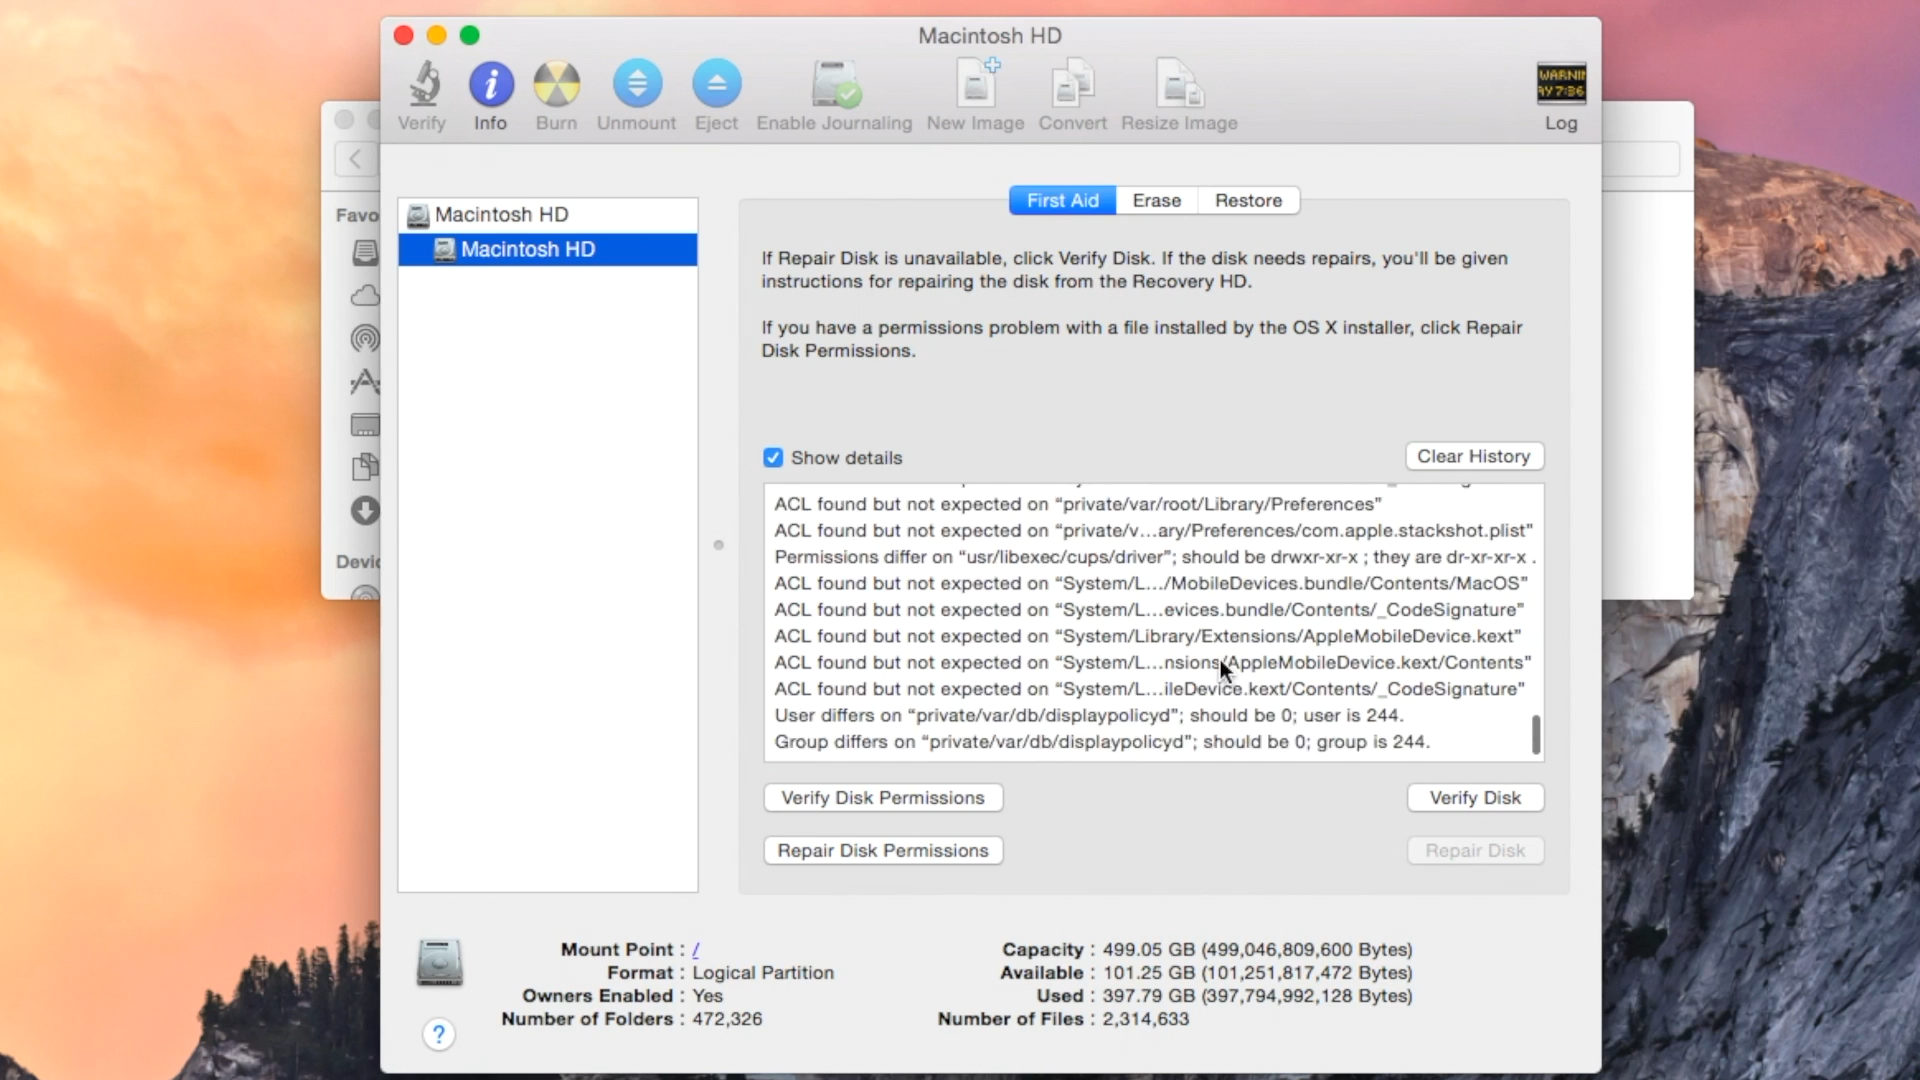 Macintosh HD
Verify
Info
Burn
Unmount
Eject
Enable Journaling
New Image
Convert
Resize Image
WARNIN
AY 7:36
Log
Favo
Devic
Macintosh HD
Macintosh HD
First Aid
Erase
Restore
If Repair Disk is unavailable, click Verify Disk. If the disk needs repairs, you'll be given
instructions for repairing the disk from the Recovery HD.
If you have a permissions problem with a file installed by the OS X installer, click Repair
Disk Permissions.
Show details
Clear History
ACL found but not expected on “private/var/root/Library/Preferences”
ACL found but not expected on “private/v...ary/Preferences/com.apple.stackshot.plist”
Permissions differ on “usr/libexec/cups/driver”; should be drwxr-xr-x ; they are dr-xr-xr-x .
ACL found but not expected on “System/L.../MobileDevices.bundle/Contents/MacOS”
ACL found but not expected on “System/L...evices.bundle/Contents/_CodeSignature”
ACL found but not expected on “System/Library/Extensions/AppleMobileDevice.kext”
ACL found but not expected on “System/L...nsions/AppleMobileDevice.kext/Contents”
ACL found but not expected on “System/L...ileDevice.kext/Contents/_CodeSignature”
User differs on “private/var/db/displaypolicyd”; should be 0; user is 244.
Group differs on “private/var/db/displaypolicyd”; should be 0; group is 244.
Verify Disk Permissions
Verify Disk
Repair Disk Permissions
Repair Disk
Mount Point : /
Format : Logical Partition
Owners Enabled : Yes
Number of Folders : 472,326
Capacity : 499.05 GB (499,046,809,600 Bytes)
Available : 101.25 GB (101,251,817,472 Bytes)
Used : 397.79 GB (397,794,992,128 Bytes)
Number of Files : 2,314,633
?